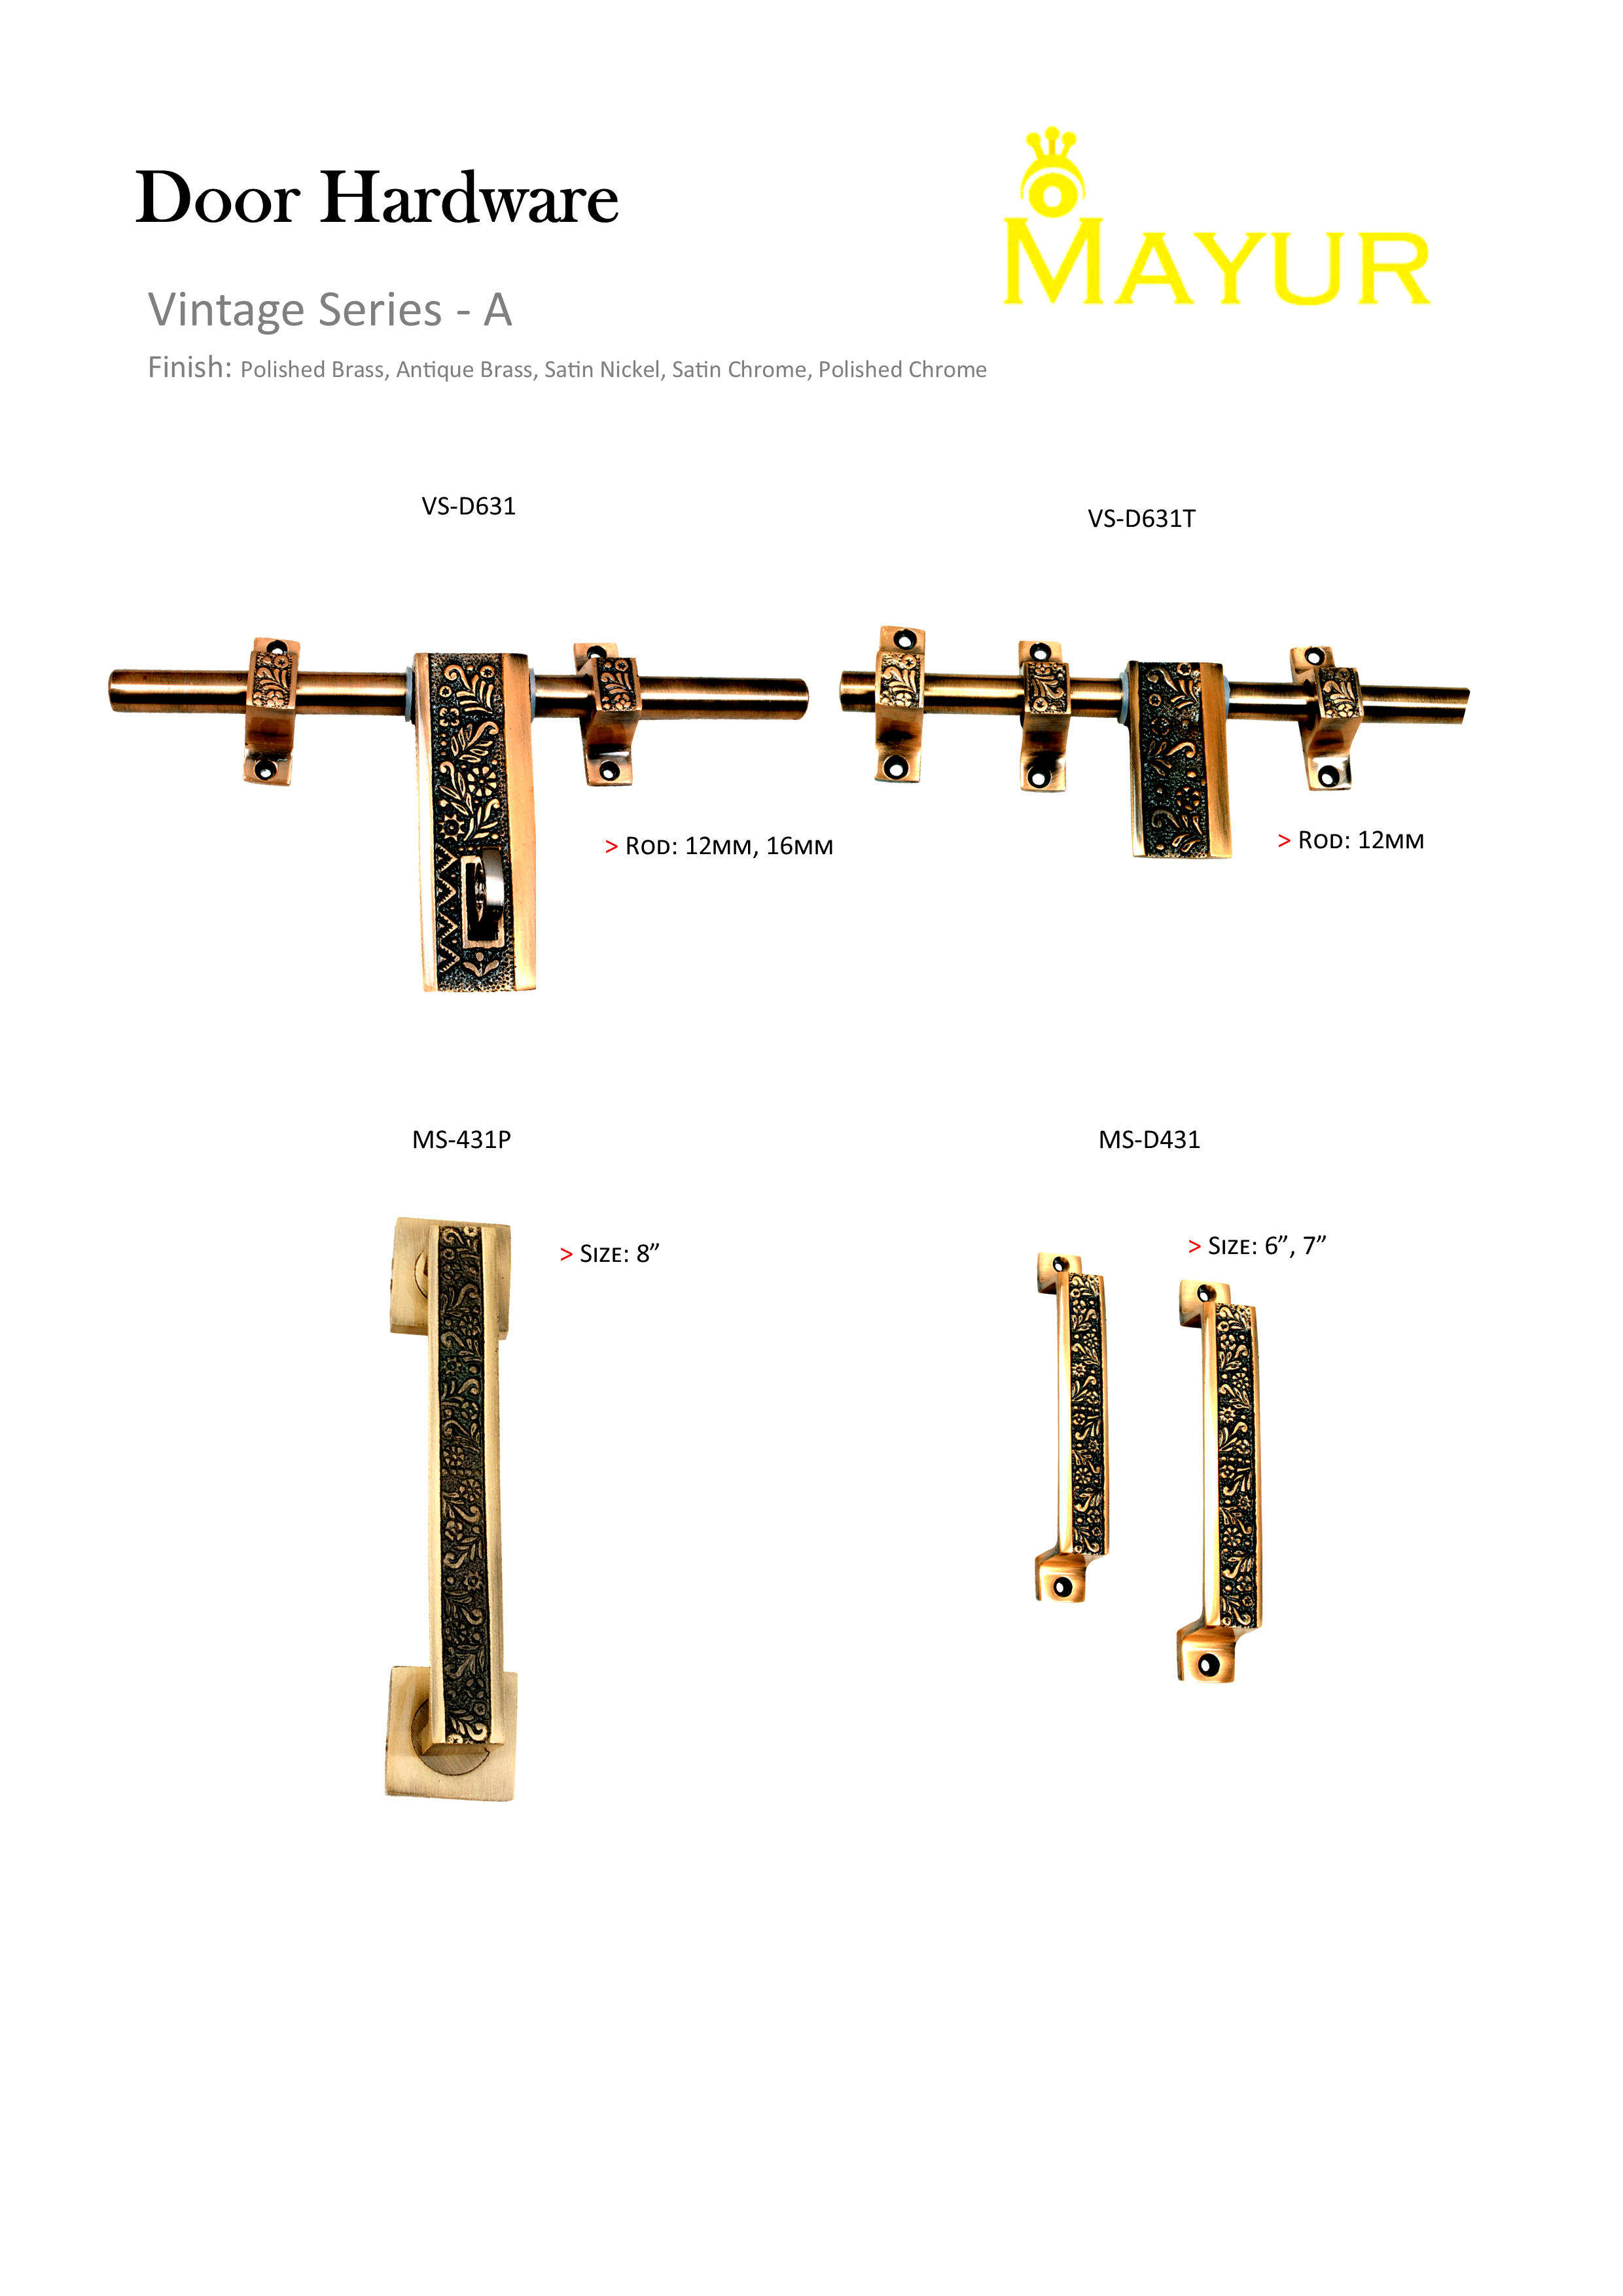 Door Hardware
MAYUR
Vintage Series - A
Finish: Polished Brass, Antique Brass, Satin Nickel, Satin Chrome, Polished Chrome
VS-D631
VS-D631T
> Rod: 12mm, 16mm
> Rod: 12mm
MS-431P
MS-D431
> Size: 8”
> Size: 6”, 7”